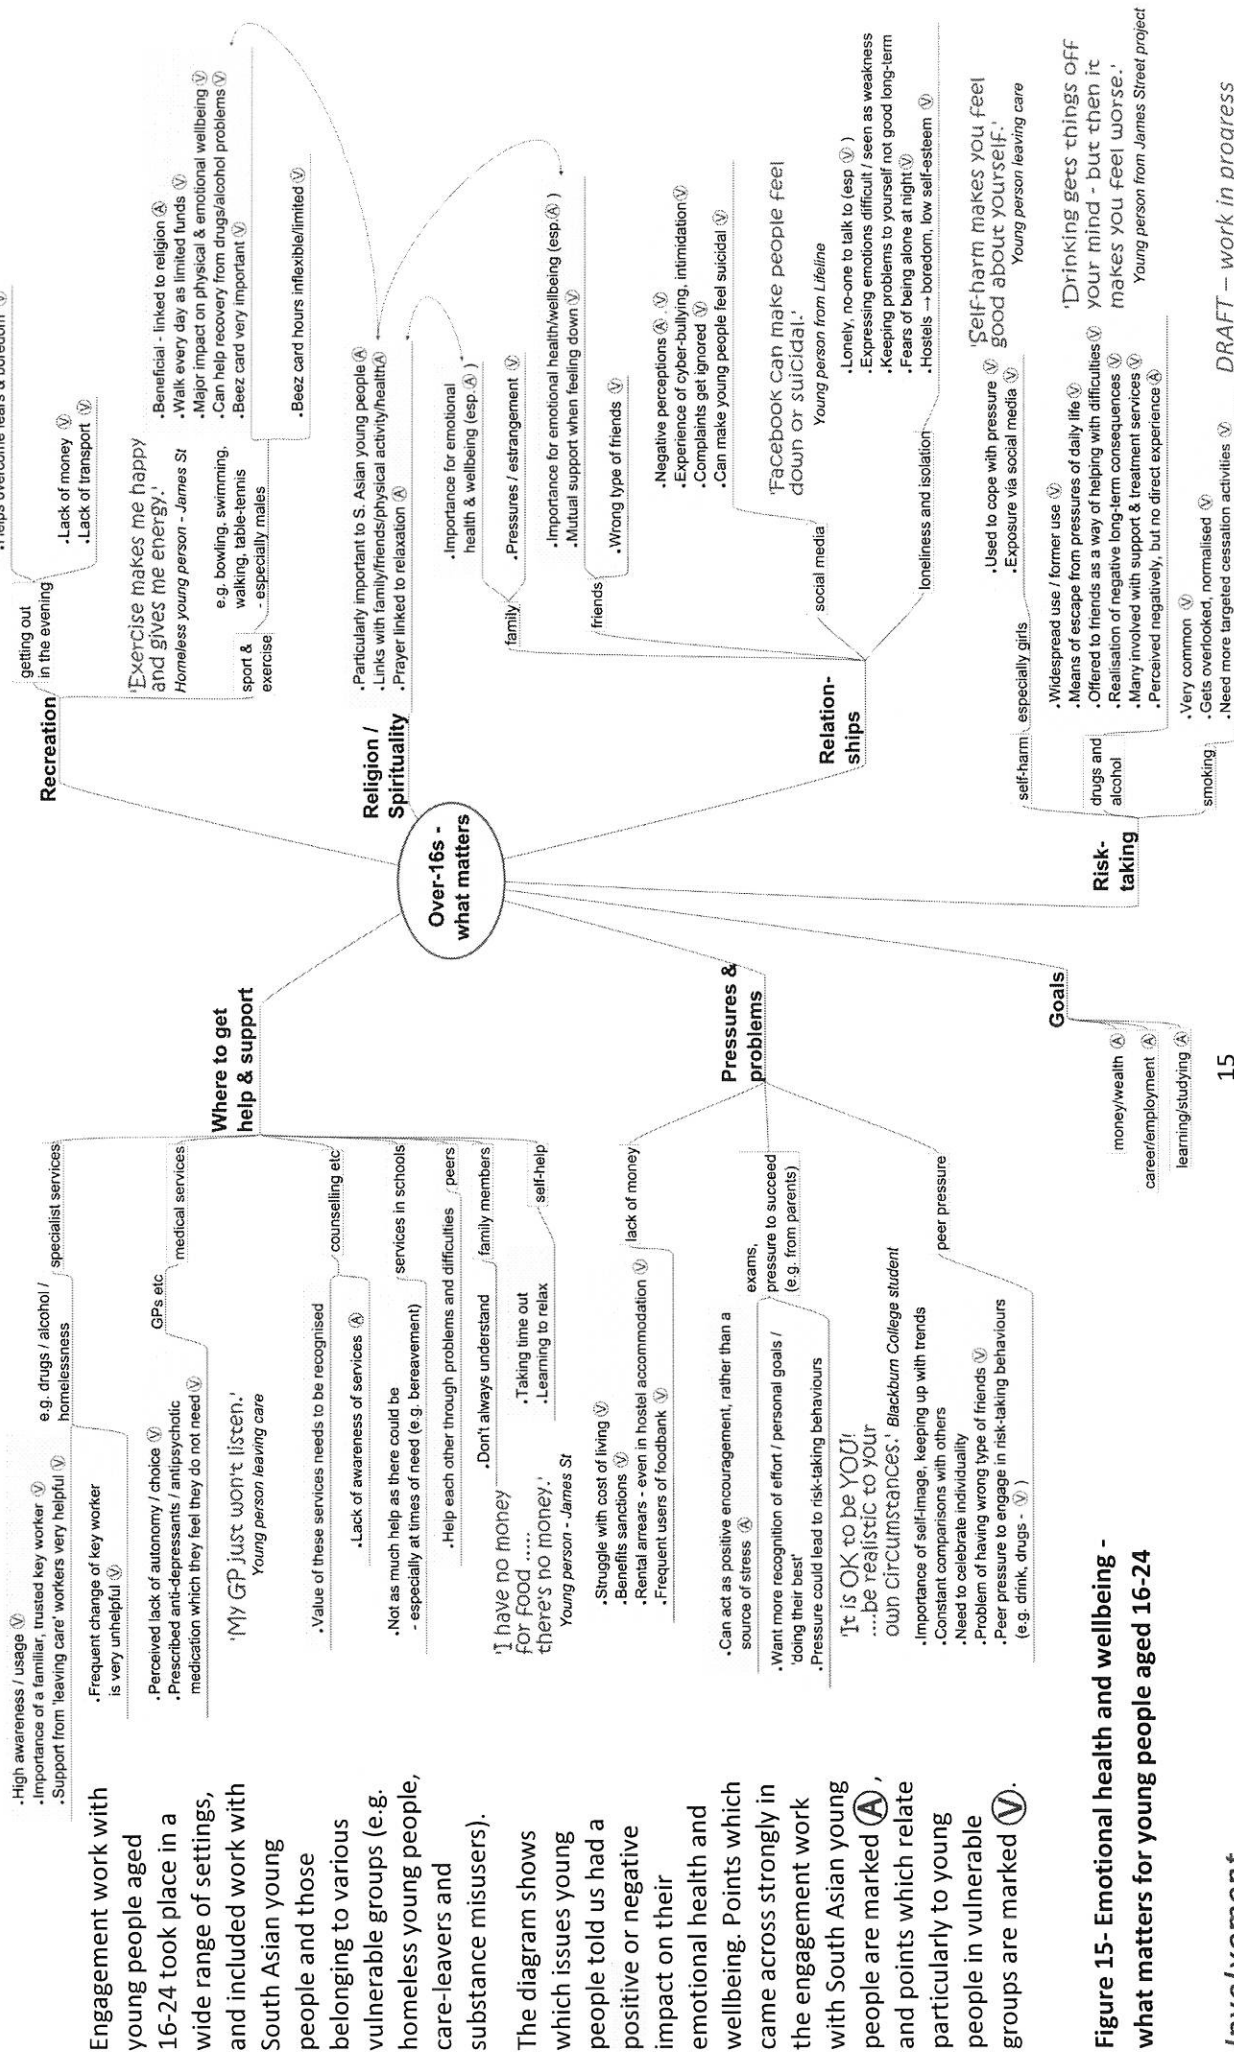 Engagement work with
young people aged
16-24 took place in a
wide range of settings,
and included work with
South Asian young
people and those
belonging to various
vulnerable groups (e.g.
homeless young people,
care-leavers and
substance misusers).
The diagram shows
which issues young
people told us had a
positive or negative
impact on their
emotional health and
wellbeing. Points which
came across strongly in
the engagement work
with South Asian young
people are marked Ⓐ,
and points which relate
particularly to young
people in vulnerable
groups are marked Ⓥ.
Figure 15- Emotional health and wellbeing -
what matters for young people aged 16-24
Over-16s -
what matters
Where to get
help & support
specialist services
e.g. drugs / alcohol /
homelessness
.High awareness / usage Ⓥ
.Importance of a familiar, trusted key worker Ⓥ
.Support from 'leaving care' workers very helpful Ⓥ
.Frequent change of key worker
is very unhelpful Ⓥ
medical services
GPs etc
.Perceived lack of autonomy / choice Ⓥ
.Prescribed anti-depressants / antipsychotic
medication which they feel they do not need Ⓥ
'My GP just won't listen.'
Young person leaving care
counselling etc
.Value of these services needs to be recognised
.Lack of awareness of services Ⓐ
services in schools
.Not as much help as there could be
- especially at times of need (e.g. bereavement)
peers
.Help each other through problems and difficulties
family members
.Don't always understand
self-help
.Taking time out
.Learning to relax
'I have no money
for food .....
there's no money.'
Young person - James St
Pressures &
problems
lack of money
.Struggle with cost of living Ⓥ
.Benefits sanctions Ⓥ
.Rental arrears - even in hostel accommodation Ⓥ
.Frequent users of foodbank Ⓥ
exams,
pressure to succeed
(e.g. from parents)
.Can act as positive encouragement, rather than a
source of stress Ⓐ
.Want more recognition of effort / personal goals /
'doing their best'
.Pressure could lead to risk-taking behaviours
'It is OK to be YOU!
....be realistic to your
own circumstances.' Blackburn College student
peer pressure
.Importance of self-image, keeping up with trends
.Constant comparisons with others
.Need to celebrate individuality
.Problem of having wrong type of friends Ⓥ
.Peer pressure to engage in risk-taking behaviours
(e.g. drink, drugs - Ⓥ)
Goals
money/wealth Ⓐ
career/employment Ⓐ
learning/studying Ⓐ
Recreation
getting out
in the evening
.Helps overcome fears & boredom Ⓥ
.Lack of money Ⓥ
.Lack of transport Ⓥ
'Exercise makes me happy
and gives me energy.'
Homeless young person - James St
sport &
exercise
e.g. bowling, swimming,
walking, table-tennis
- especially males
.Beneficial - linked to religion Ⓐ
.Walk every day as limited funds Ⓥ
.Major impact on physical & emotional wellbeing Ⓥ
.Can help recovery from drugs/alcohol problems Ⓥ
.Beez card very important Ⓥ
.Beez card hours inflexible/limited Ⓥ
Religion /
Spirituality
.Particularly important to S. Asian young people Ⓐ
.Links with family/friends/physical activity/health Ⓐ
.Prayer linked to relaxation Ⓐ
Relation-
ships
family
.Importance for emotional
health & wellbeing (esp. Ⓐ )
.Pressures / estrangement Ⓥ
friends
.Importance for emotional health/wellbeing (esp. Ⓐ )
.Mutual support when feeling down Ⓥ
.Wrong type of friends Ⓥ
social media
.Negative perceptions Ⓐ . Ⓥ
.Experience of cyber-bullying, intimidation Ⓥ
.Complaints get ignored Ⓥ
.Can make young people feel suicidal Ⓥ
'Facebook can make people feel
down or suicidal.'
Young person from Lifeline
loneliness and isolation
.Lonely, no-one to talk to (esp Ⓥ )
.Expressing emotions difficult / seen as weakness
.Keeping problems to yourself not good long-term
.Fears of being alone at night Ⓥ
.Hostels → boredom, low self-esteem Ⓥ
Risk-
taking
self-harm
especially girls
.Used to cope with pressure Ⓥ
.Exposure via social media Ⓥ
'Self-harm makes you feel
good about yourself.'
Young person leaving care
drugs and
alcohol
.Widespread use / former use Ⓥ
.Means of escape from pressures of daily life Ⓥ
.Offered to friends as a way of helping with difficulties Ⓥ
.Realisation of negative long-term consequences Ⓥ
.Many involved with support & treatment services Ⓥ
.Perceived negatively, but no direct experience Ⓐ
'Drinking gets things off
your mind - but then it
makes you feel worse.'
Young person from James Street project
smoking
.Very common Ⓥ
.Gets overlooked, normalised Ⓥ
.Need more targeted cessation activities Ⓥ
15
DRAFT – work in progress